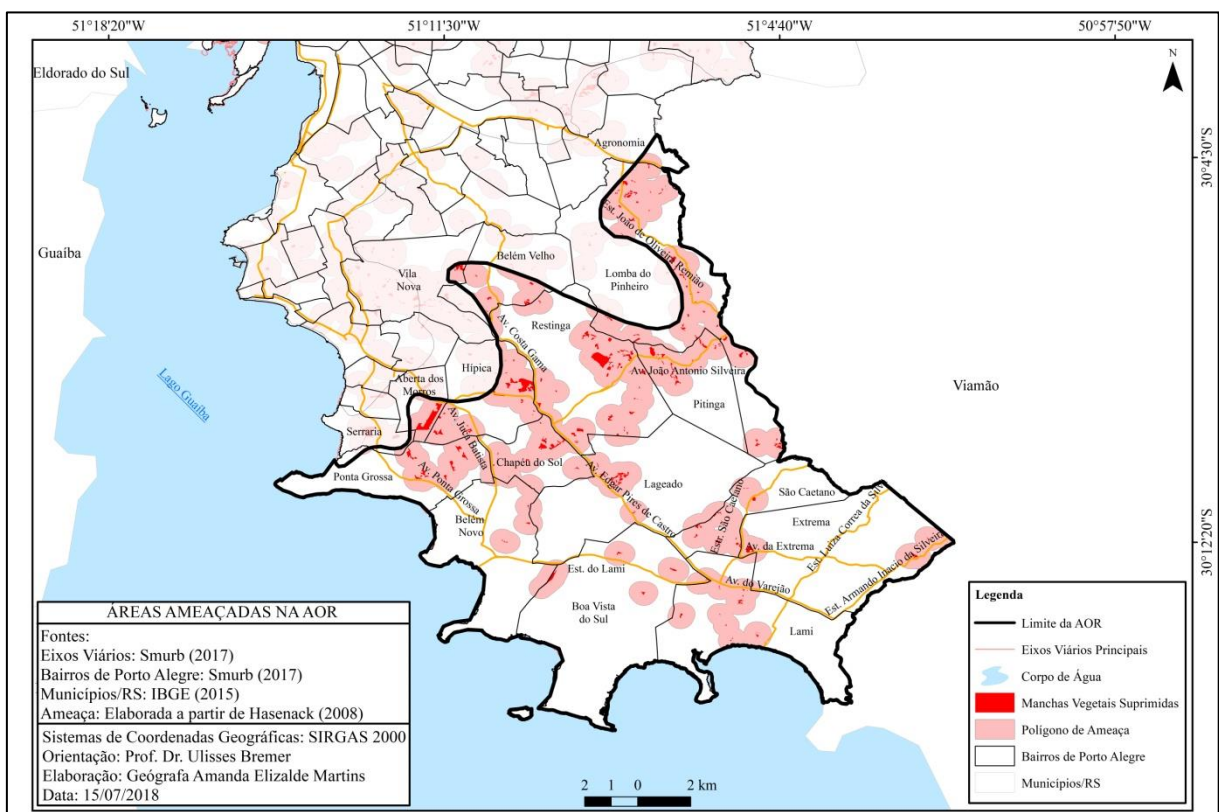 51°18'20"W
51°11'30"W
51°4'40"W
50°57'50"W
Eldorado do Sul
N
Agronomia
30°4'30"S
Est. João de Oliveira Remião
Guaíba
Belém Velho
Vila
Nova
Lomba do
Pinheiro
Restinga
Av. Costa Gama
Hípica
Av. João Antonio Silveira
Aberta dos
Morros
Viamão
Lago Guaíba
Pitinga
Serraria
Av. Juca Batista
Chapéu do Sol
Ponta Grossa
Av. Ponta Grossa
Av. Edgar Pires de Castro
Lageado
Estr. São Caetano
São Caetano
Extrema
Est. Luiza Correa da Silv
Belém
Novo
Av. da Extrema
30°12'20"S
Est. Armando Inacio da Silveira
Est. do Lami
Av. do Varejão
Boa Vista
do Sul
Lami
ÁREAS AMEAÇADAS NA AOR
Fontes:
Eixos Viários: Smurb (2017)
Bairros de Porto Alegre: Smurb (2017)
Municípios/RS: IBGE (2015)
Ameaça: Elaborada a partir de Hasenack (2008)
Sistemas de Coordenadas Geográficas: SIRGAS 2000
Orientação: Prof. Dr. Ulisses Bremer
Elaboração: Geógrafa Amanda Elizalde Martins
Data: 15/07/2018
2 1 0 2 km
Legenda
Limite da AOR
Eixos Viários Principais
Corpo de Água
Manchas Vegetais Suprimidas
Polígono de Ameaça
Bairros de Porto Alegre
Municípios/RS